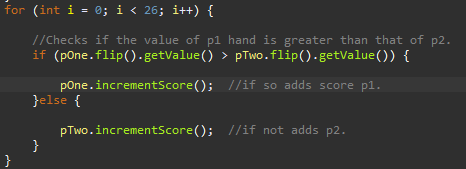 for (int i = 0; i < 26; i++) {
//Checks if the value of p1 hand is greater than that of p2.
if (pOne.flip().getValue() > pTwo.flip().getValue()) {
pOne.incrementScore();  //if so adds score p1.
}else {
pTwo.incrementScore();  //if not adds p2.
}
}